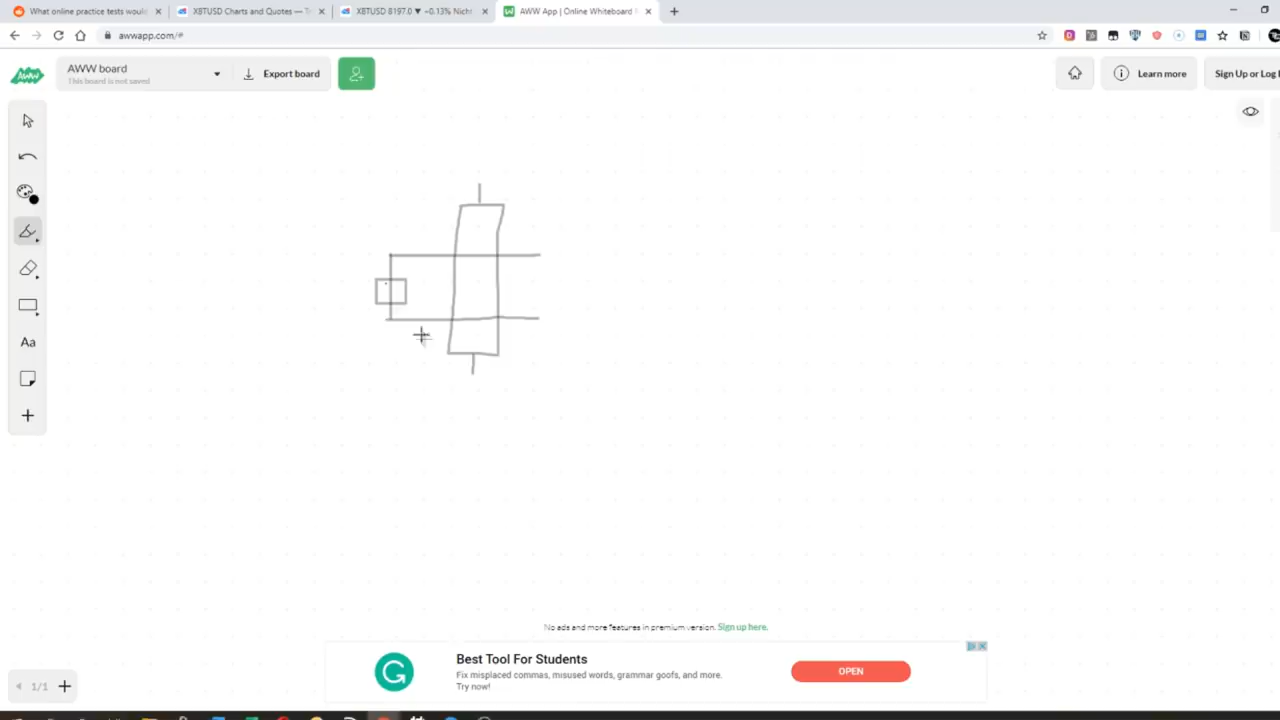 What online practice tests would
XBTUSD Charts and Quotes — Tr
XBTUSD 8197.0 ▼ −0.13% Nichr
AWW App | Online Whiteboard
awwapp.com/#
AWW
AWW board
This board is not saved
Export board
Learn more
Sign Up or Log
Aa
No ads and more features in premium version. Sign up here.
Best Tool For Students
Fix misplaced commas, misused words, grammar goofs, and more.
Try now!
OPEN
1/1